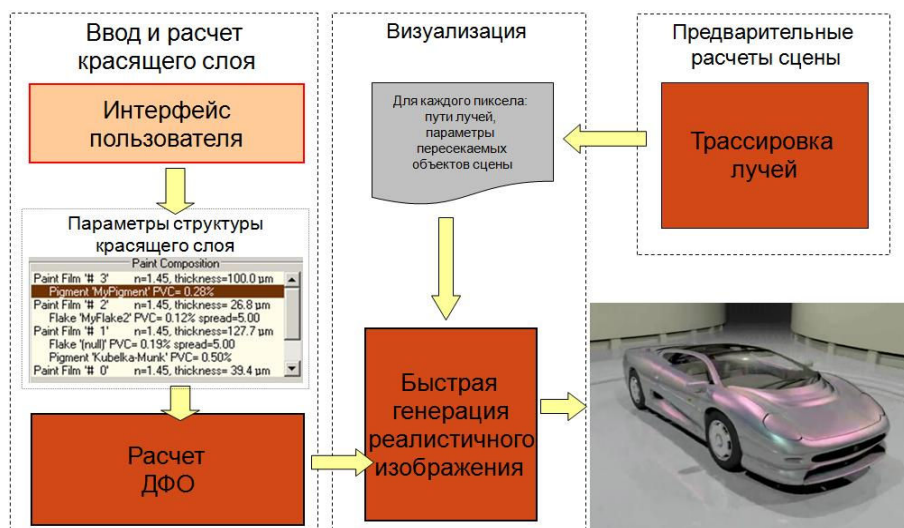 Ввод и расчет
красящего слоя
Интерфейс
пользователя
Параметры структуры
красящего слоя
Paint Composition
Paint Film '# 3' n=1.45, thickness=100.0 µm
Pigment 'MyPigment' PVC= 0.28%
Paint Film '# 2' n=1.45, thickness= 26.8 µm
Flake 'MyFlake2' PVC= 0.12% spread=5.00
Paint Film '# 1' n=1.45, thickness=127.7 µm
Flake '(null)' PVC= 0.19% spread=5.00
Pigment 'Kubelka-Munk' PVC= 0.50%
Paint Film '# 0' n=1.45, thickness= 39.4 µm
Расчет
ДФО
Визуализация
Для каждого пиксела:
пути лучей,
параметры
пересекаемых
объектов сцены
Быстрая
генерация
реалистичного
изображения
Предварительные
расчеты сцены
Трассировка
лучей